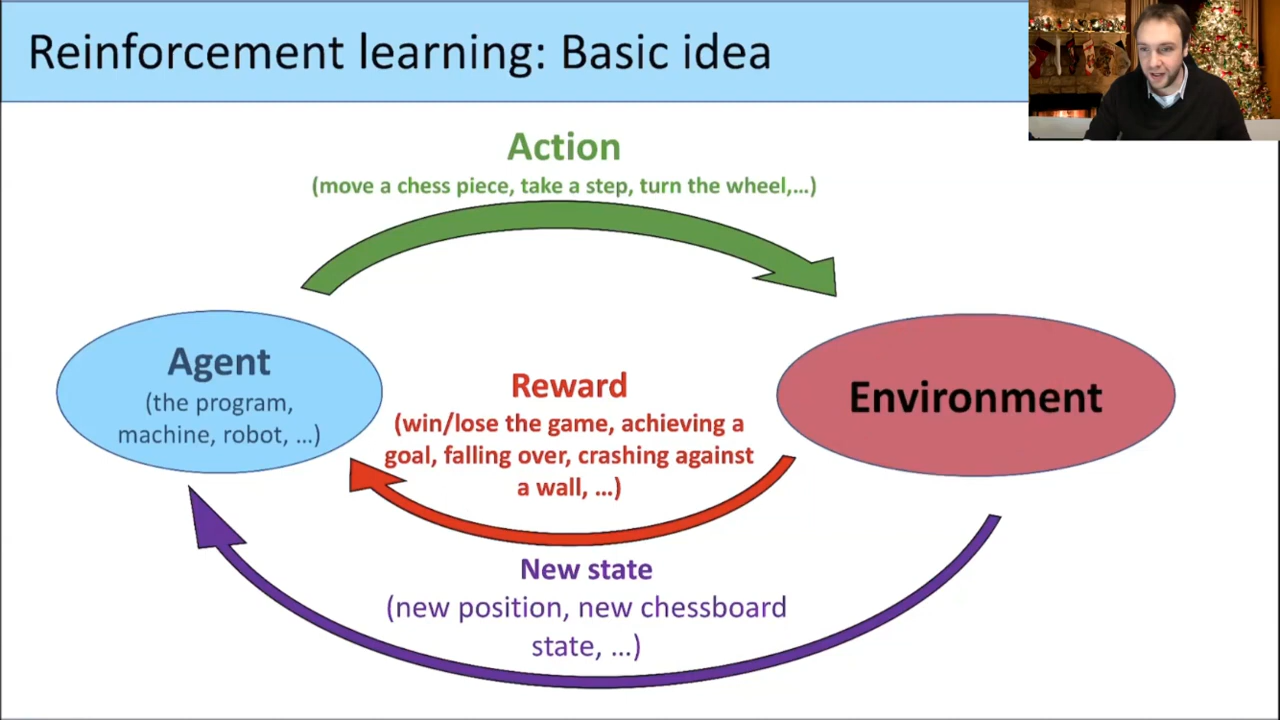 Reinforcement learning: Basic idea
Action
(move a chess piece, take a step, turn the wheel,...)
Agent
(the program,
machine, robot, ...)
Reward
(win/lose the game, achieving a
goal, falling over, crashing against
a wall, ...)
Environment
New state
(new position, new chessboard
state, ...)